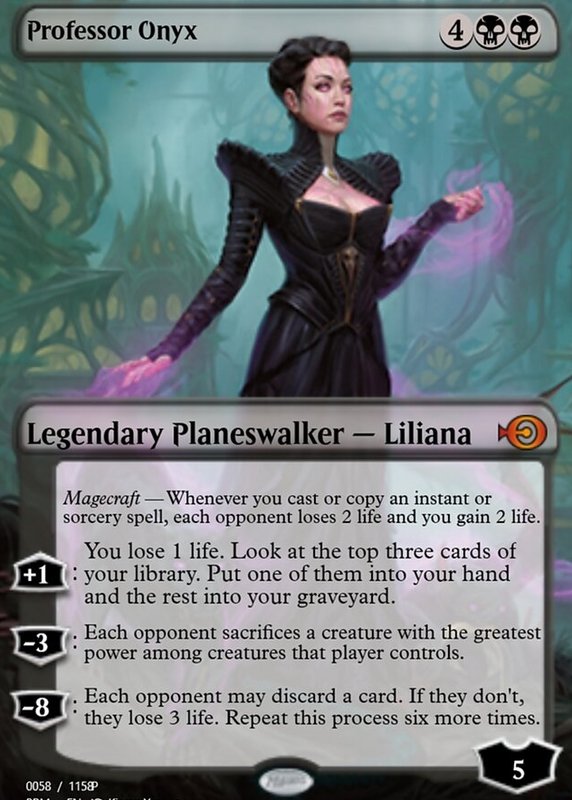 Professor Onyx 4
Legendary Planeswalker — Liliana
Magecraft — Whenever you cast or copy an instant or
sorcery spell, each opponent loses 2 life and you gain 2 life.
+1 : You lose 1 life. Look at the top three cards of
your library. Put one of them into your hand
and the rest into your graveyard.
-3 : Each opponent sacrifices a creature with the greatest
power among creatures that player controls.
-8 : Each opponent may discard a card. If they don't,
they lose 3 life. Repeat this process six more times.
5
0058 / 1158P